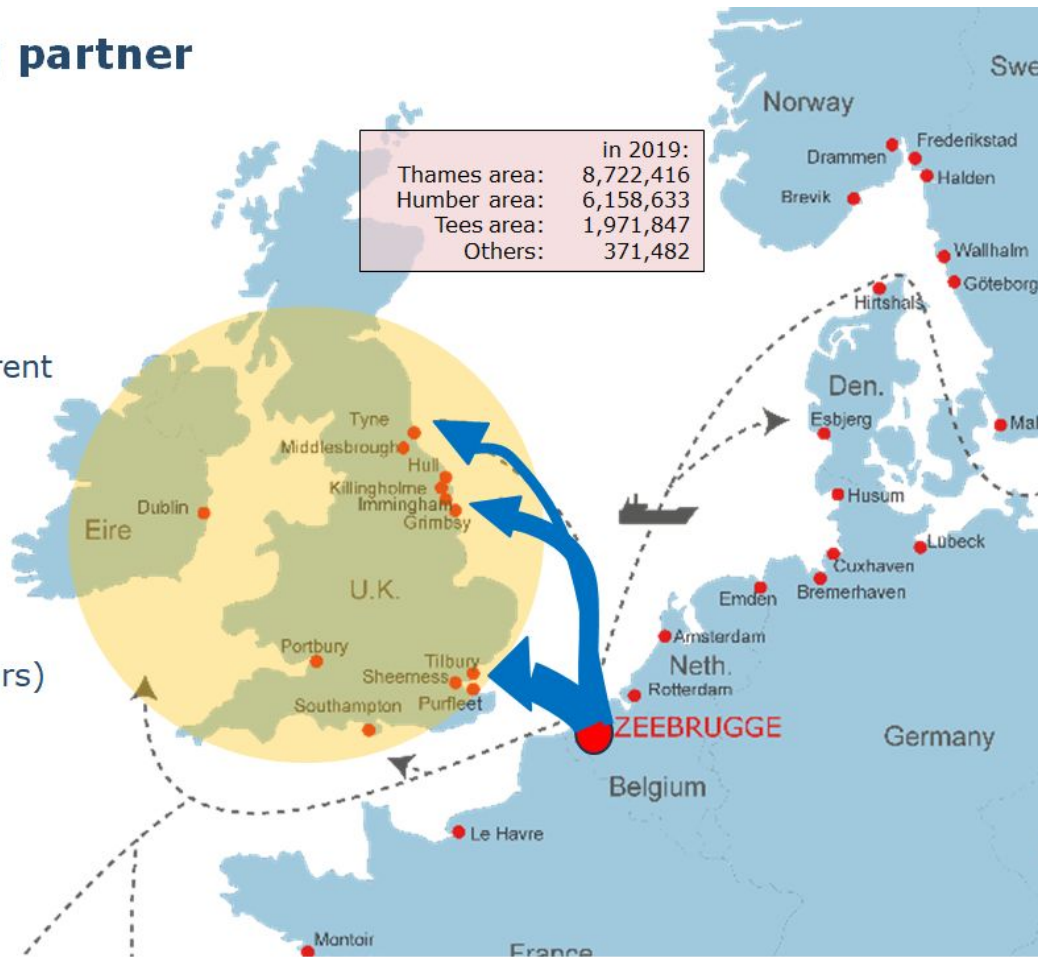 partner
in 2019:
Thames area: 8,722,416
Humber area: 6,158,633
Tees area: 1,971,847
Others: 371,482
Norway
Swe
Drammen
Frederikstad
Halden
Brevik
Wallhalm
Göteborg
Hirtshals
rent
Den.
Tyne
Esbjerg
Mal
Middlesbrough
Hull
Killingholme
Husum
Immingham
Dublin
Grimbsy
Eire
Lübeck
Cuxhaven
U.K.
Emden
Bremerhaven
Amsterdam
Portbury
Tilbury
Neth.
rs)
Sheerness
Rotterdam
Southampton
Purfleet
ZEEBRUGGE
Germany
Belgium
Le Havre
Montoir
France